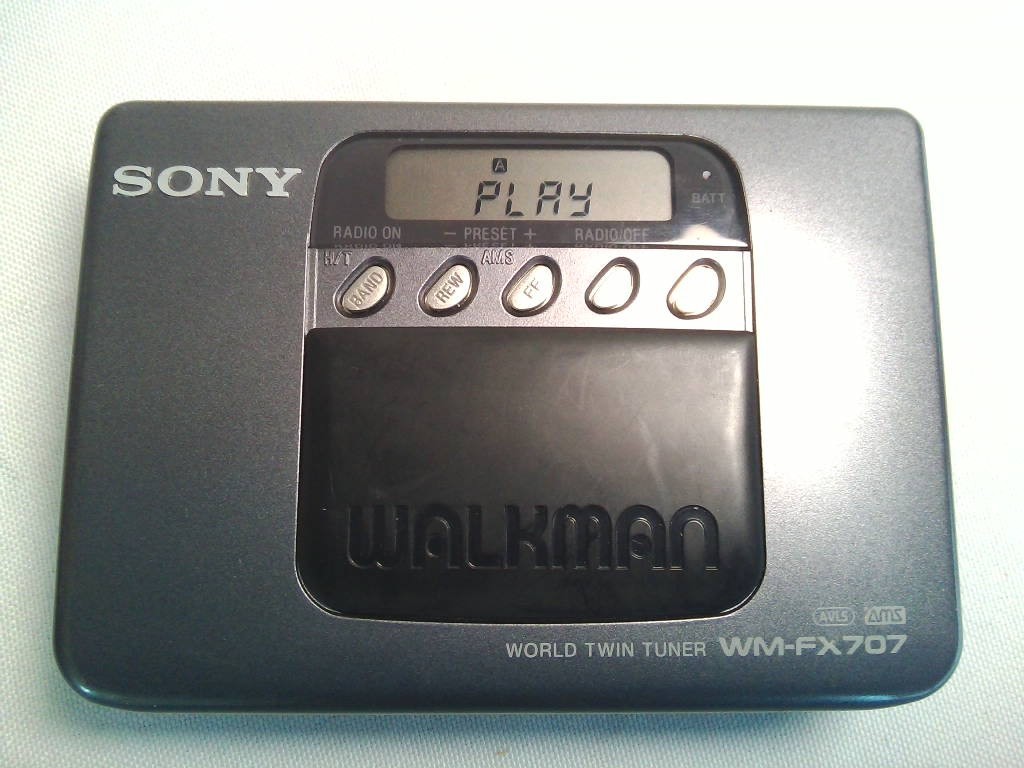 SONY
A
PLAY
BATT
RADIO ON – PRESET + RADIO/OFF
H/T AMS
BAND REW FF
WALKMAN
AVLS AMS
WORLD TWIN TUNER WM-FX707